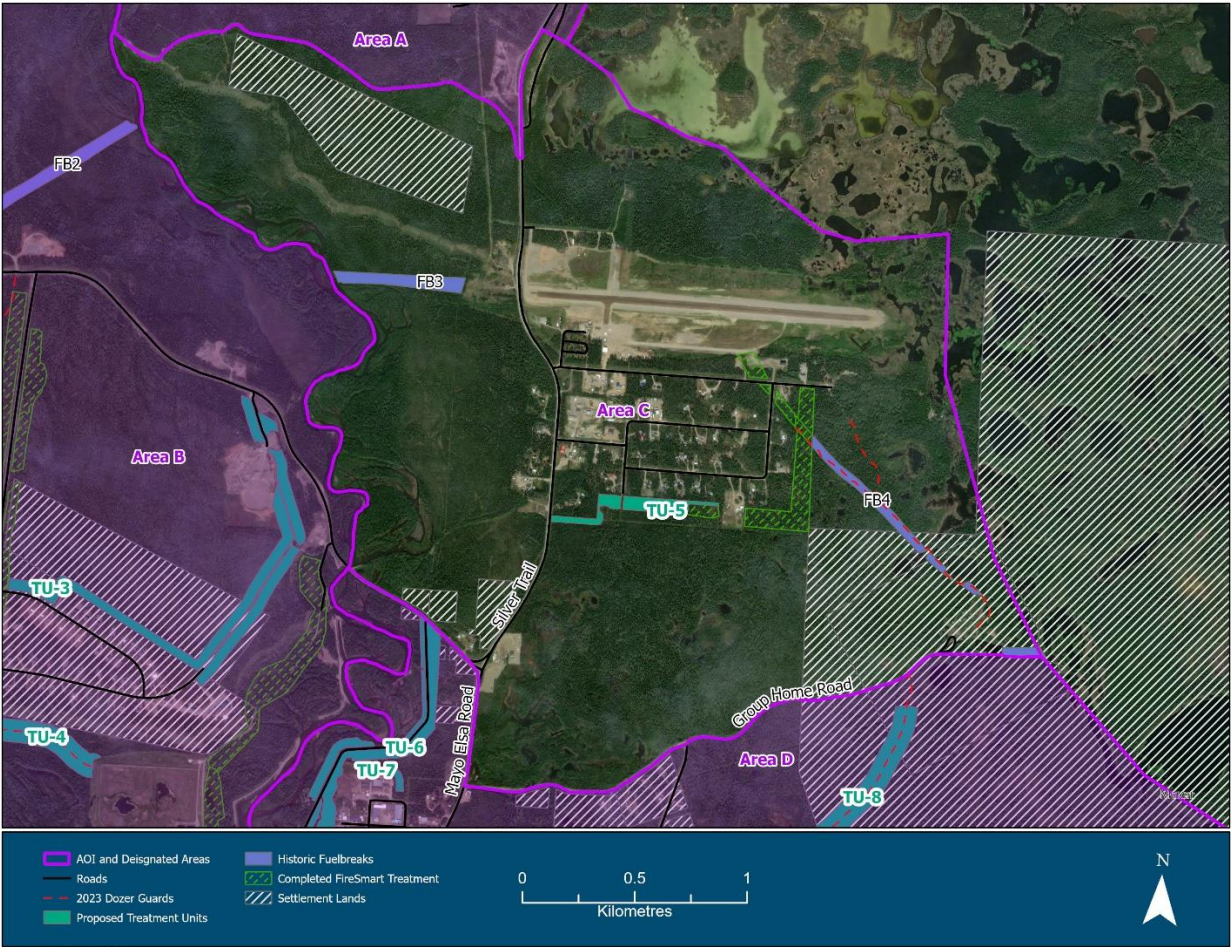 Area A
FB2
FB3
Area C
Area B
FB4
TU-5
TU-3
Silver Trail
Group Home Road
TU-4
TU-6
Area D
TU-7
Mayo Elsa Road
TU-8
AOI and Deisgnated Areas
Roads
2023 Dozer Guards
Proposed Treatment Units
Historic Fuelbreaks
Completed FireSmart Treatment
Settlement Lands
0 0.5 1
Kilometres
N